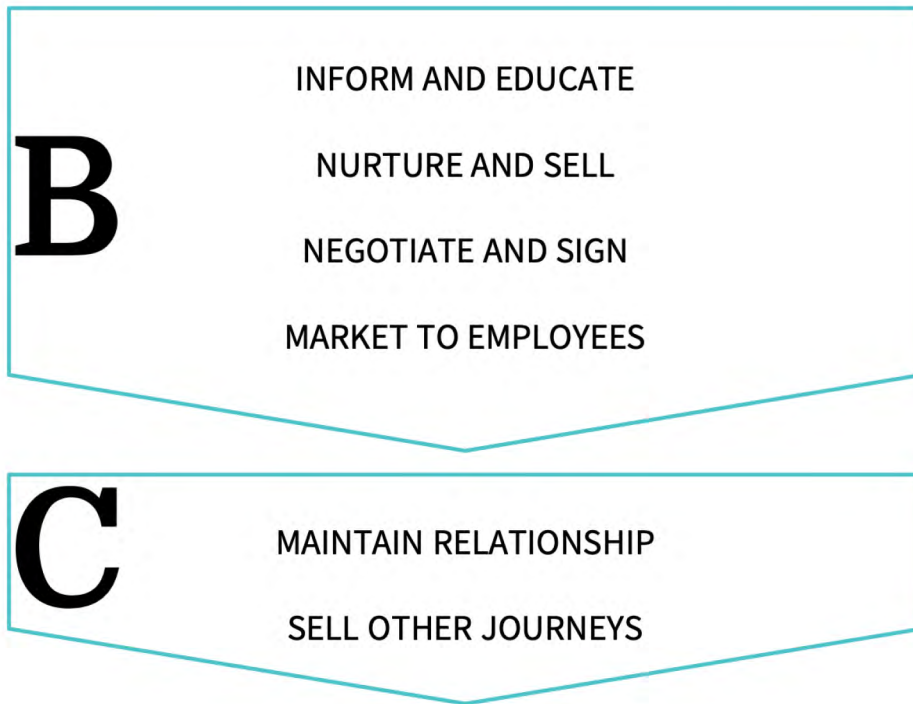 B
INFORM AND EDUCATE
NURTURE AND SELL
NEGOTIATE AND SIGN
MARKET TO EMPLOYEES
C
MAINTAIN RELATIONSHIP
SELL OTHER JOURNEYS